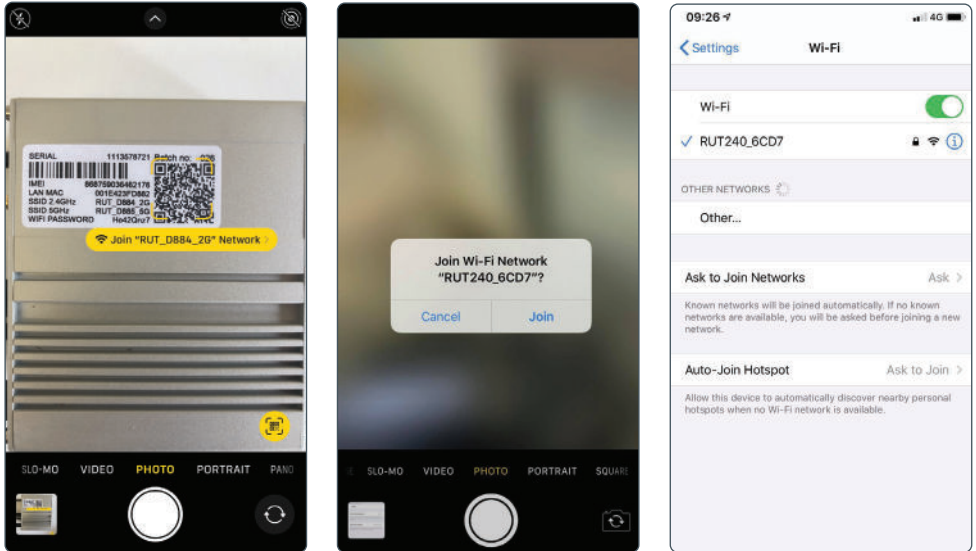 SERIAL 1113578721 Batch no: 026
IMEI 868759036462176
LAN MAC 001E423FD882
SSID 2.4GHz RUT_D884_2G
SSID 5GHz RUT_D885_5G
WIFI PASSWORD He42Qnz7
Join "RUT_D884_2G" Network >
SLO-MO VIDEO PHOTO PORTRAIT PANO
Join Wi-Fi Network
"RUT240_6CD7"?
Cancel Join
SLO-MO VIDEO PHOTO PORTRAIT SQUARE
09:26 4G
Settings Wi-Fi
Wi-Fi
RUT240_6CD7
OTHER NETWORKS
Other...
Ask to Join Networks Ask >
Known networks will be joined automatically. If no known
networks are available, you will be asked before joining a new
network.
Auto-Join Hotspot Ask to Join >
Allow this device to automatically discover nearby personal
hotspots when no Wi-Fi network is available.